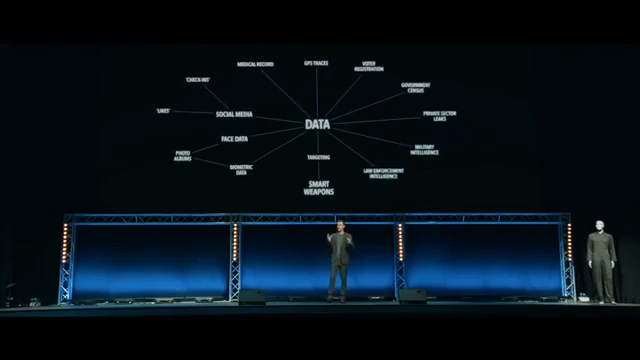 MEDICAL RECORD
GPS TRACES
VOTER
REGISTRATION
'CHECK-INS'
GOVERNMENT
CENSUS
'LIKES'
SOCIAL MEDIA
PRIVATE SECTOR
LEAKS
DATA
FACE DATA
MILITARY
INTELLIGENCE
PHOTO
ALBUMS
TARGETING
BIOMETRIC
DATA
LAW ENFORCEMENT
INTELLIGENCE
SMART
WEAPONS